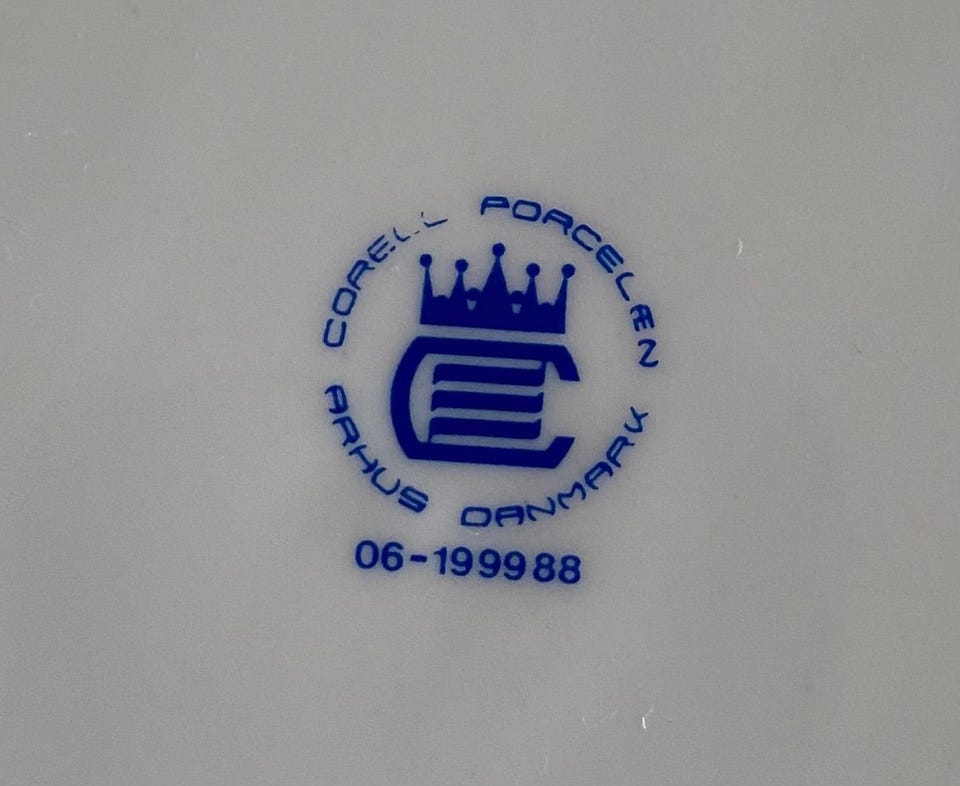 CORELL PORCELÆN
ARHUS DANMARK
06-199988